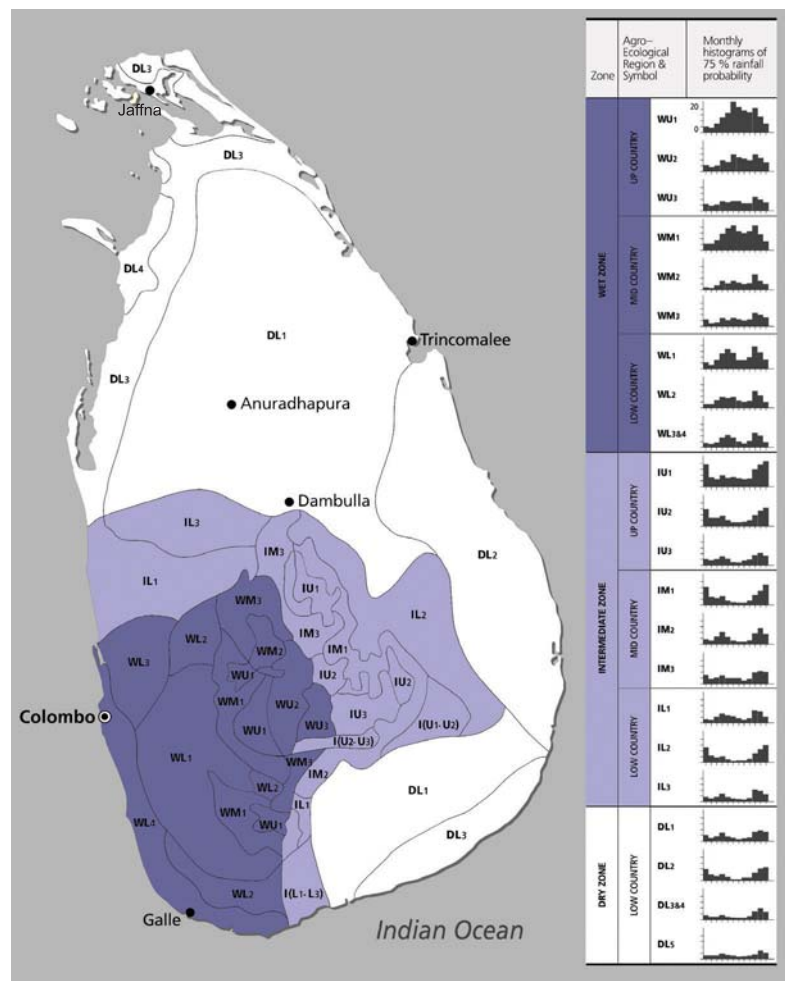 DL3
Jaffna
DL3
DL4
DL1
Trincomalee
DL3
Anuradhapura
Dambulla
IL3
IM3
DL2
IL1
IU1
WM3
IL2
IM3
WL2
WM2
IM1
WL3
WU1
IU2
IU2
WM1
WU2
IU3
Colombo
WU3
I(U1-U2)
WU1
I(U2-U3)
WL1
WM3
IM2
WL2
DL1
IL1
WM1
WL4
WU1
DL3
WL2
I(L1-L3)
Galle
Indian Ocean
Zone
Agro–
Ecological
Region &
Symbol
Monthly
histograms of
75 % rainfall
probability
WET ZONE
UP COUNTRY
WU1
20
0
WU2
WU3
MID COUNTRY
WM1
WM2
WM3
LOW COUNTRY
WL1
WL2
WL3&4
INTERMEDIATE ZONE
UP COUNTRY
IU1
IU2
IU3
MID COUNTRY
IM1
IM2
IM3
LOW COUNTRY
IL1
IL2
IL3
DRY ZONE
LOW COUNTRY
DL1
DL2
DL3&4
DL5